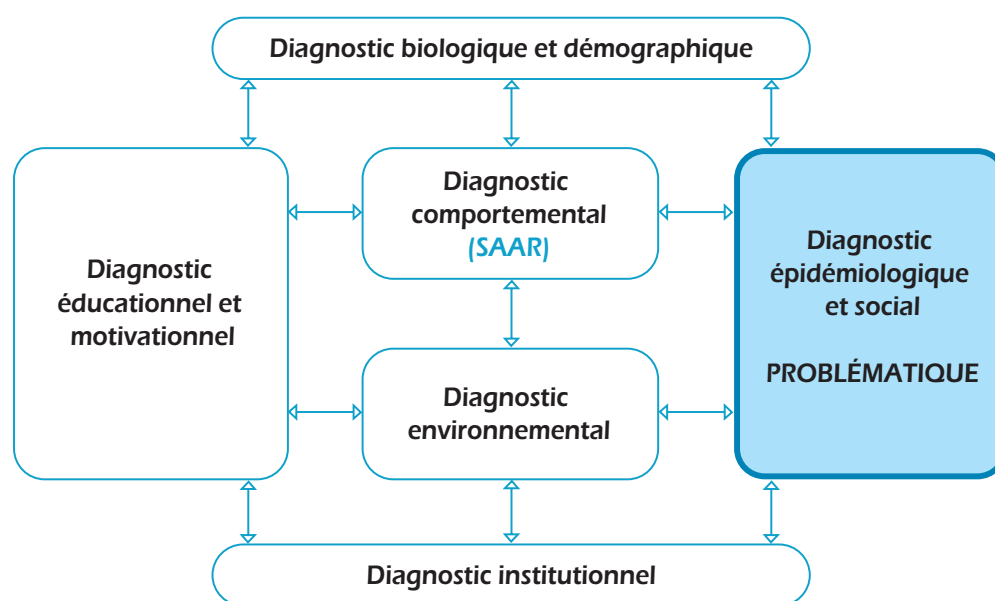 Diagnostic biologique et démographique
Diagnostic
éducationnel et
motivationnel
Diagnostic
comportemental
(SAAR)
Diagnostic
environnemental
Diagnostic
épidémiologique
et social
PROBLÉMATIQUE
Diagnostic institutionnel